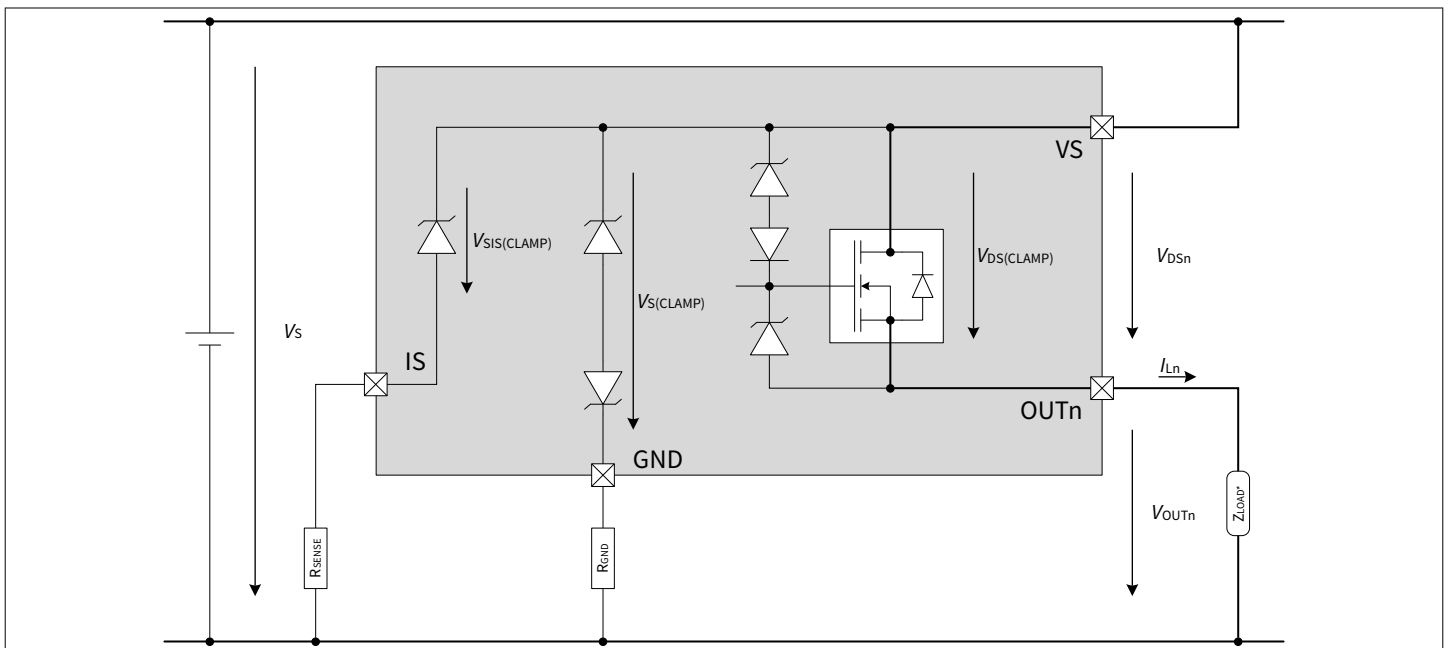 VS
VSIS(CLAMP)
VDS(CLAMP)
VDSn
VS(CLAMP)
VS
IS
ILn
OUTn
GND
VOUTn
ZLOAD*
RSENSE
RGND